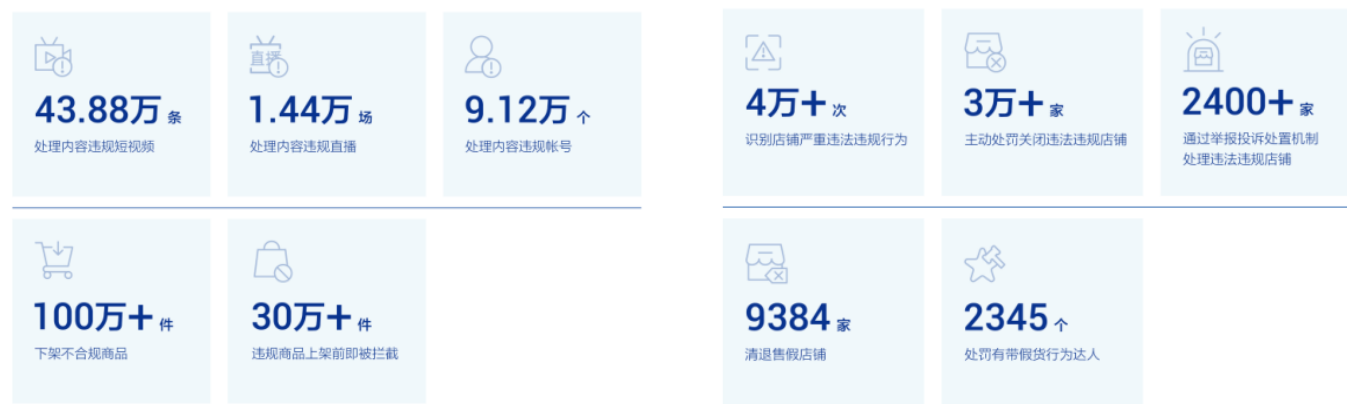 直播
43.88万 条
处理内容违规短视频
1.44万 场
处理内容违规直播
9.12万 个
处理内容违规帐号
100万+ 件
下架不合规商品
30万+ 件
违规商品上架前即被拦截
4万+ 次
识别店铺严重违法违规行为
3万+ 家
主动处罚关闭违法违规店铺
2400+ 家
通过举报投诉处置机制
处理违法违规店铺
9384 家
清退售假店铺
2345 个
处罚有带假货行为达人